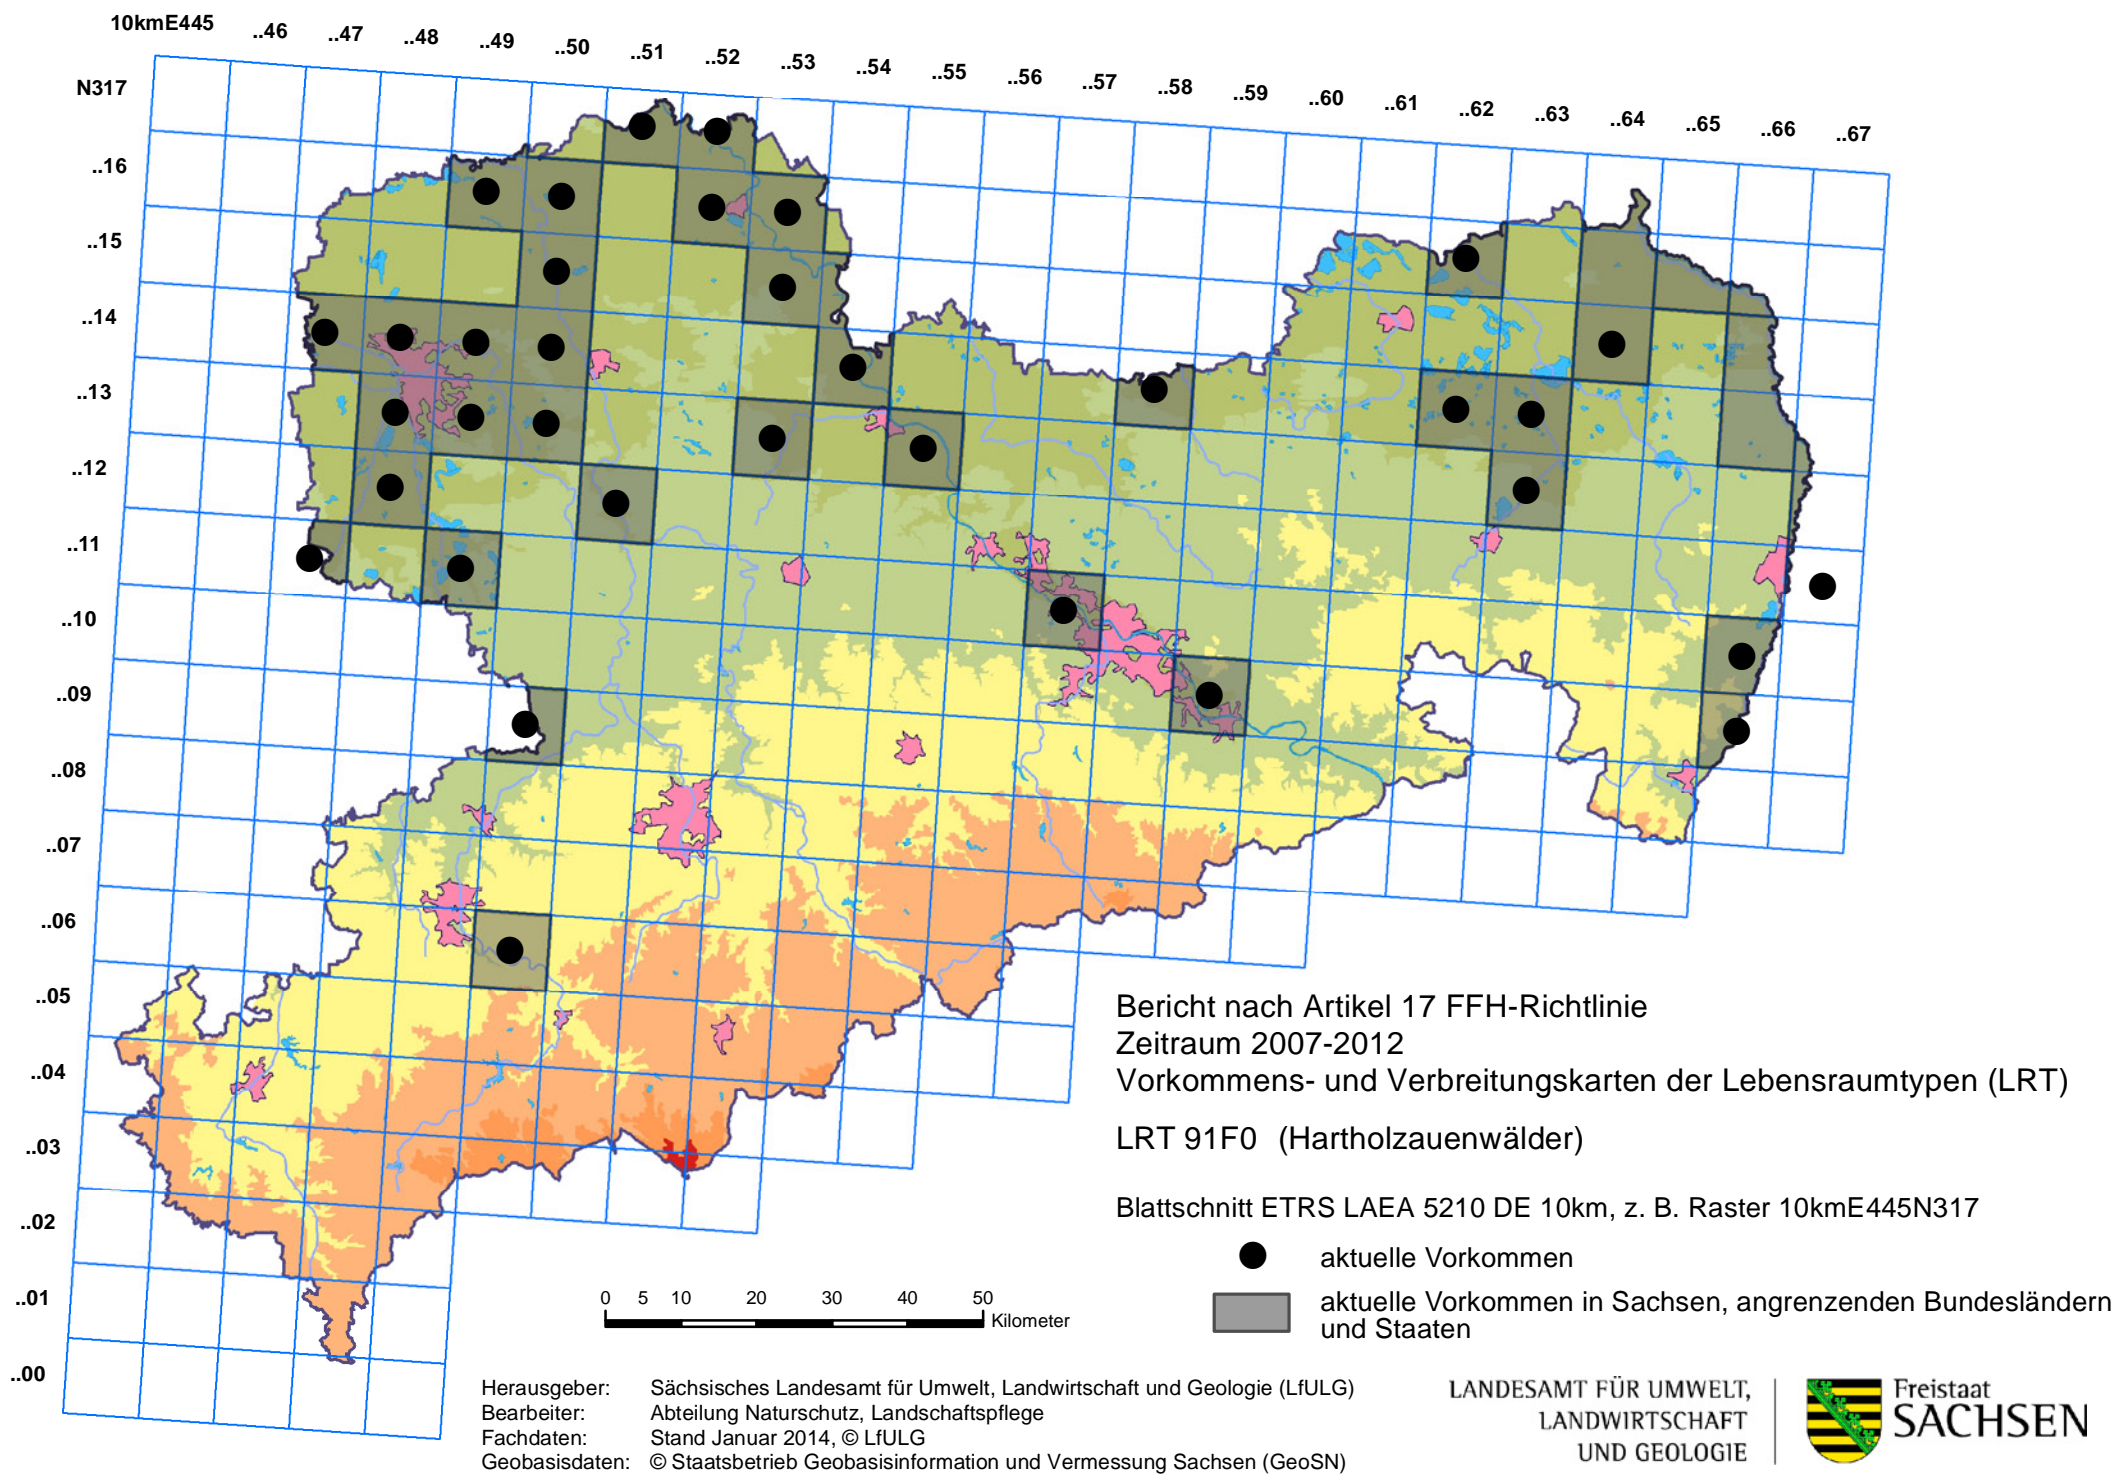 10kmE445 ..46 ..47 ..48 ..49 ..50 ..51 ..52 ..53 ..54 ..55 ..56 ..57 ..58 ..59 ..60 ..61 ..62 ..63 ..64 ..65 ..66 ..67
N317
..16
..15
..14
..13
..12
..11
..10
..09
..08
..07
..06
..05
..04
..03
..02
..01
..00
Bericht nach Artikel 17 FFH-Richtlinie
Zeitraum 2007-2012
Vorkommens- und Verbreitungskarten der Lebensraumtypen (LRT)
LRT 91F0 (Hartholzauenwälder)
Blattschnitt ETRS LAEA 5210 DE 10km, z. B. Raster 10kmE445N317
aktuelle Vorkommen
aktuelle Vorkommen in Sachsen, angrenzenden Bundesländern
und Staaten
0 5 10 20 30 40 50
Kilometer
Herausgeber: Sächsisches Landesamt für Umwelt, Landwirtschaft und Geologie (LfULG)
Bearbeiter: Abteilung Naturschutz, Landschaftspflege
Fachdaten: Stand Januar 2014, © LfULG
Geobasisdaten: © Staatsbetrieb Geobasisinformation und Vermessung Sachsen (GeoSN)
LANDESAMT FÜR UMWELT,
LANDWIRTSCHAFT
UND GEOLOGIE
Freistaat
SACHSEN